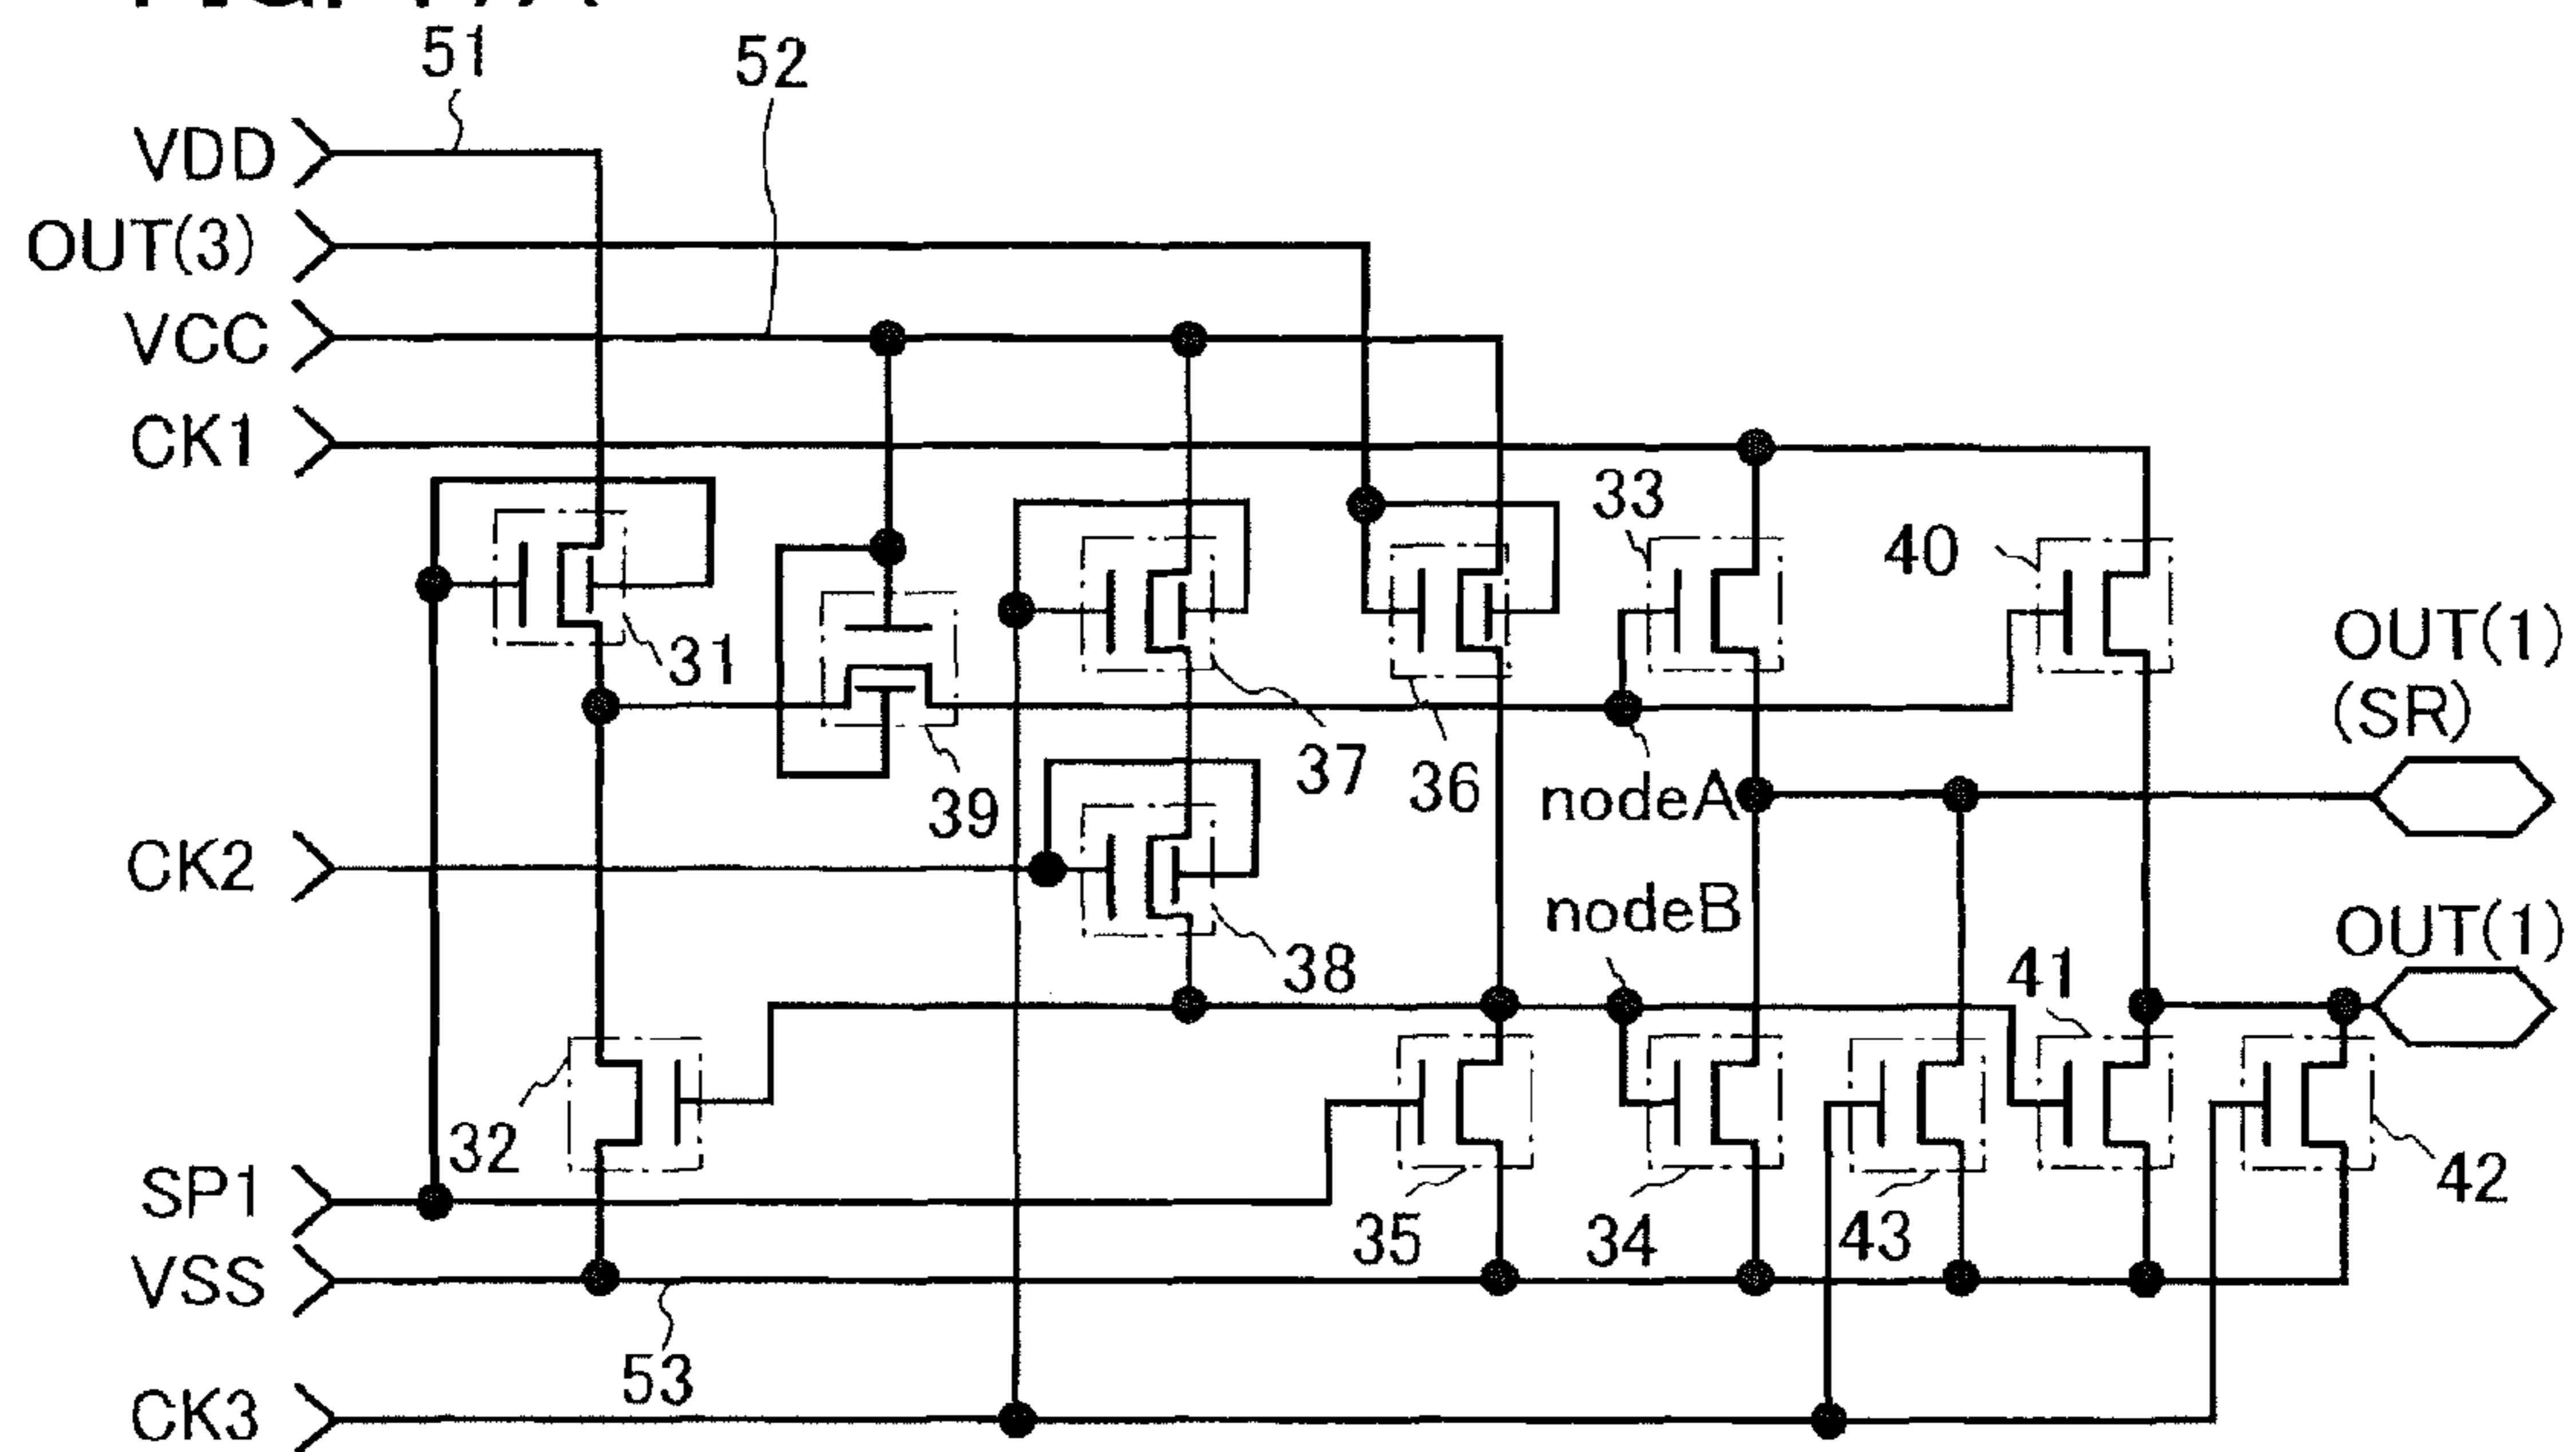 51
52
VDD
OUT(3)
VCC
CK1
33
40
31
OUT(1)
(SR)
37
36
39
nodeA
CK2
nodeB
38
41
OUT(1)
32
SP1
35
34
43
42
VSS
53
CK3